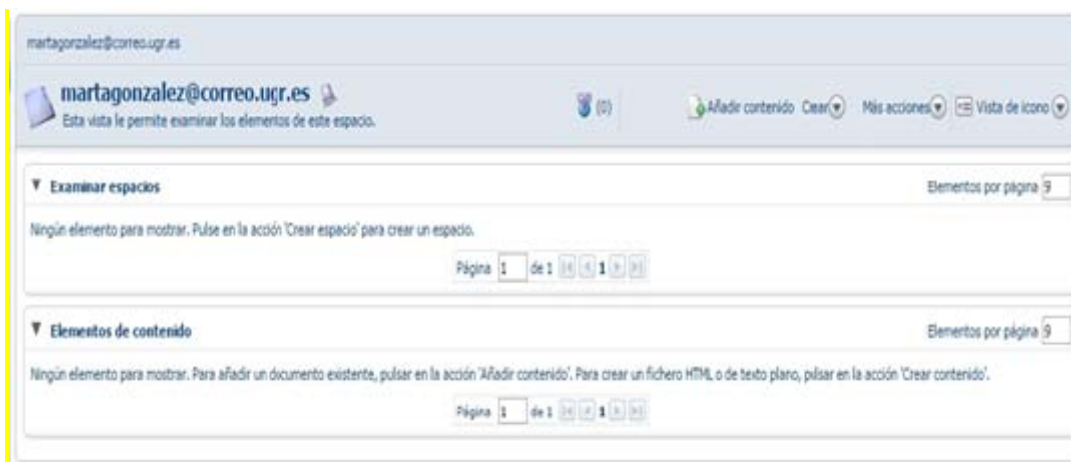 martagonzalez@correo.ugr.es
martagonzalez@correo.ugr.es
(0) Añadir contenido Crear Más acciones Vista de icono
Esta vista le permite examinar los elementos de este espacio.
Examinar espacios Elementos por página 9
Ningún elemento para mostrar. Pulse en la acción 'Crear espacio' para crear un espacio.
Página 1 de 1 1
Elementos de contenido Elementos por página 9
Ningún elemento para mostrar. Para añadir un documento existente, pulsar en la acción 'Añadir contenido'. Para crear un fichero HTML o de texto plano, pulsar en la acción 'Crear contenido'.
Página 1 de 1 1